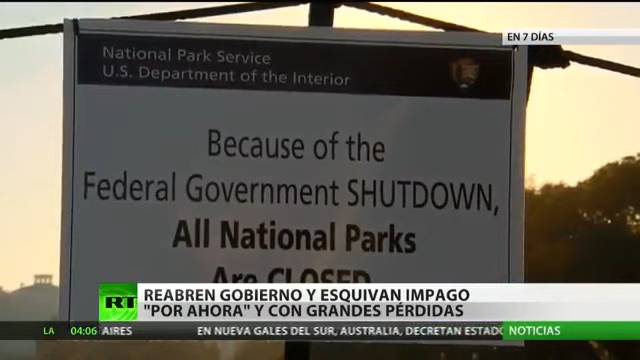 EN 7 DÍAS
National Park Service
U.S. Department of the Interior
Because of the
Federal Government SHUTDOWN,
All National Parks
Are CLOSED
RT
REABREN GOBIERNO Y ESQUIVAN IMPAGO
"POR AHORA" Y CON GRANDES PÉRDIDAS
LA 04:06 AIRES EN NUEVA GALES DEL SUR, AUSTRALIA, DECRETAN ESTADO NOTICIAS